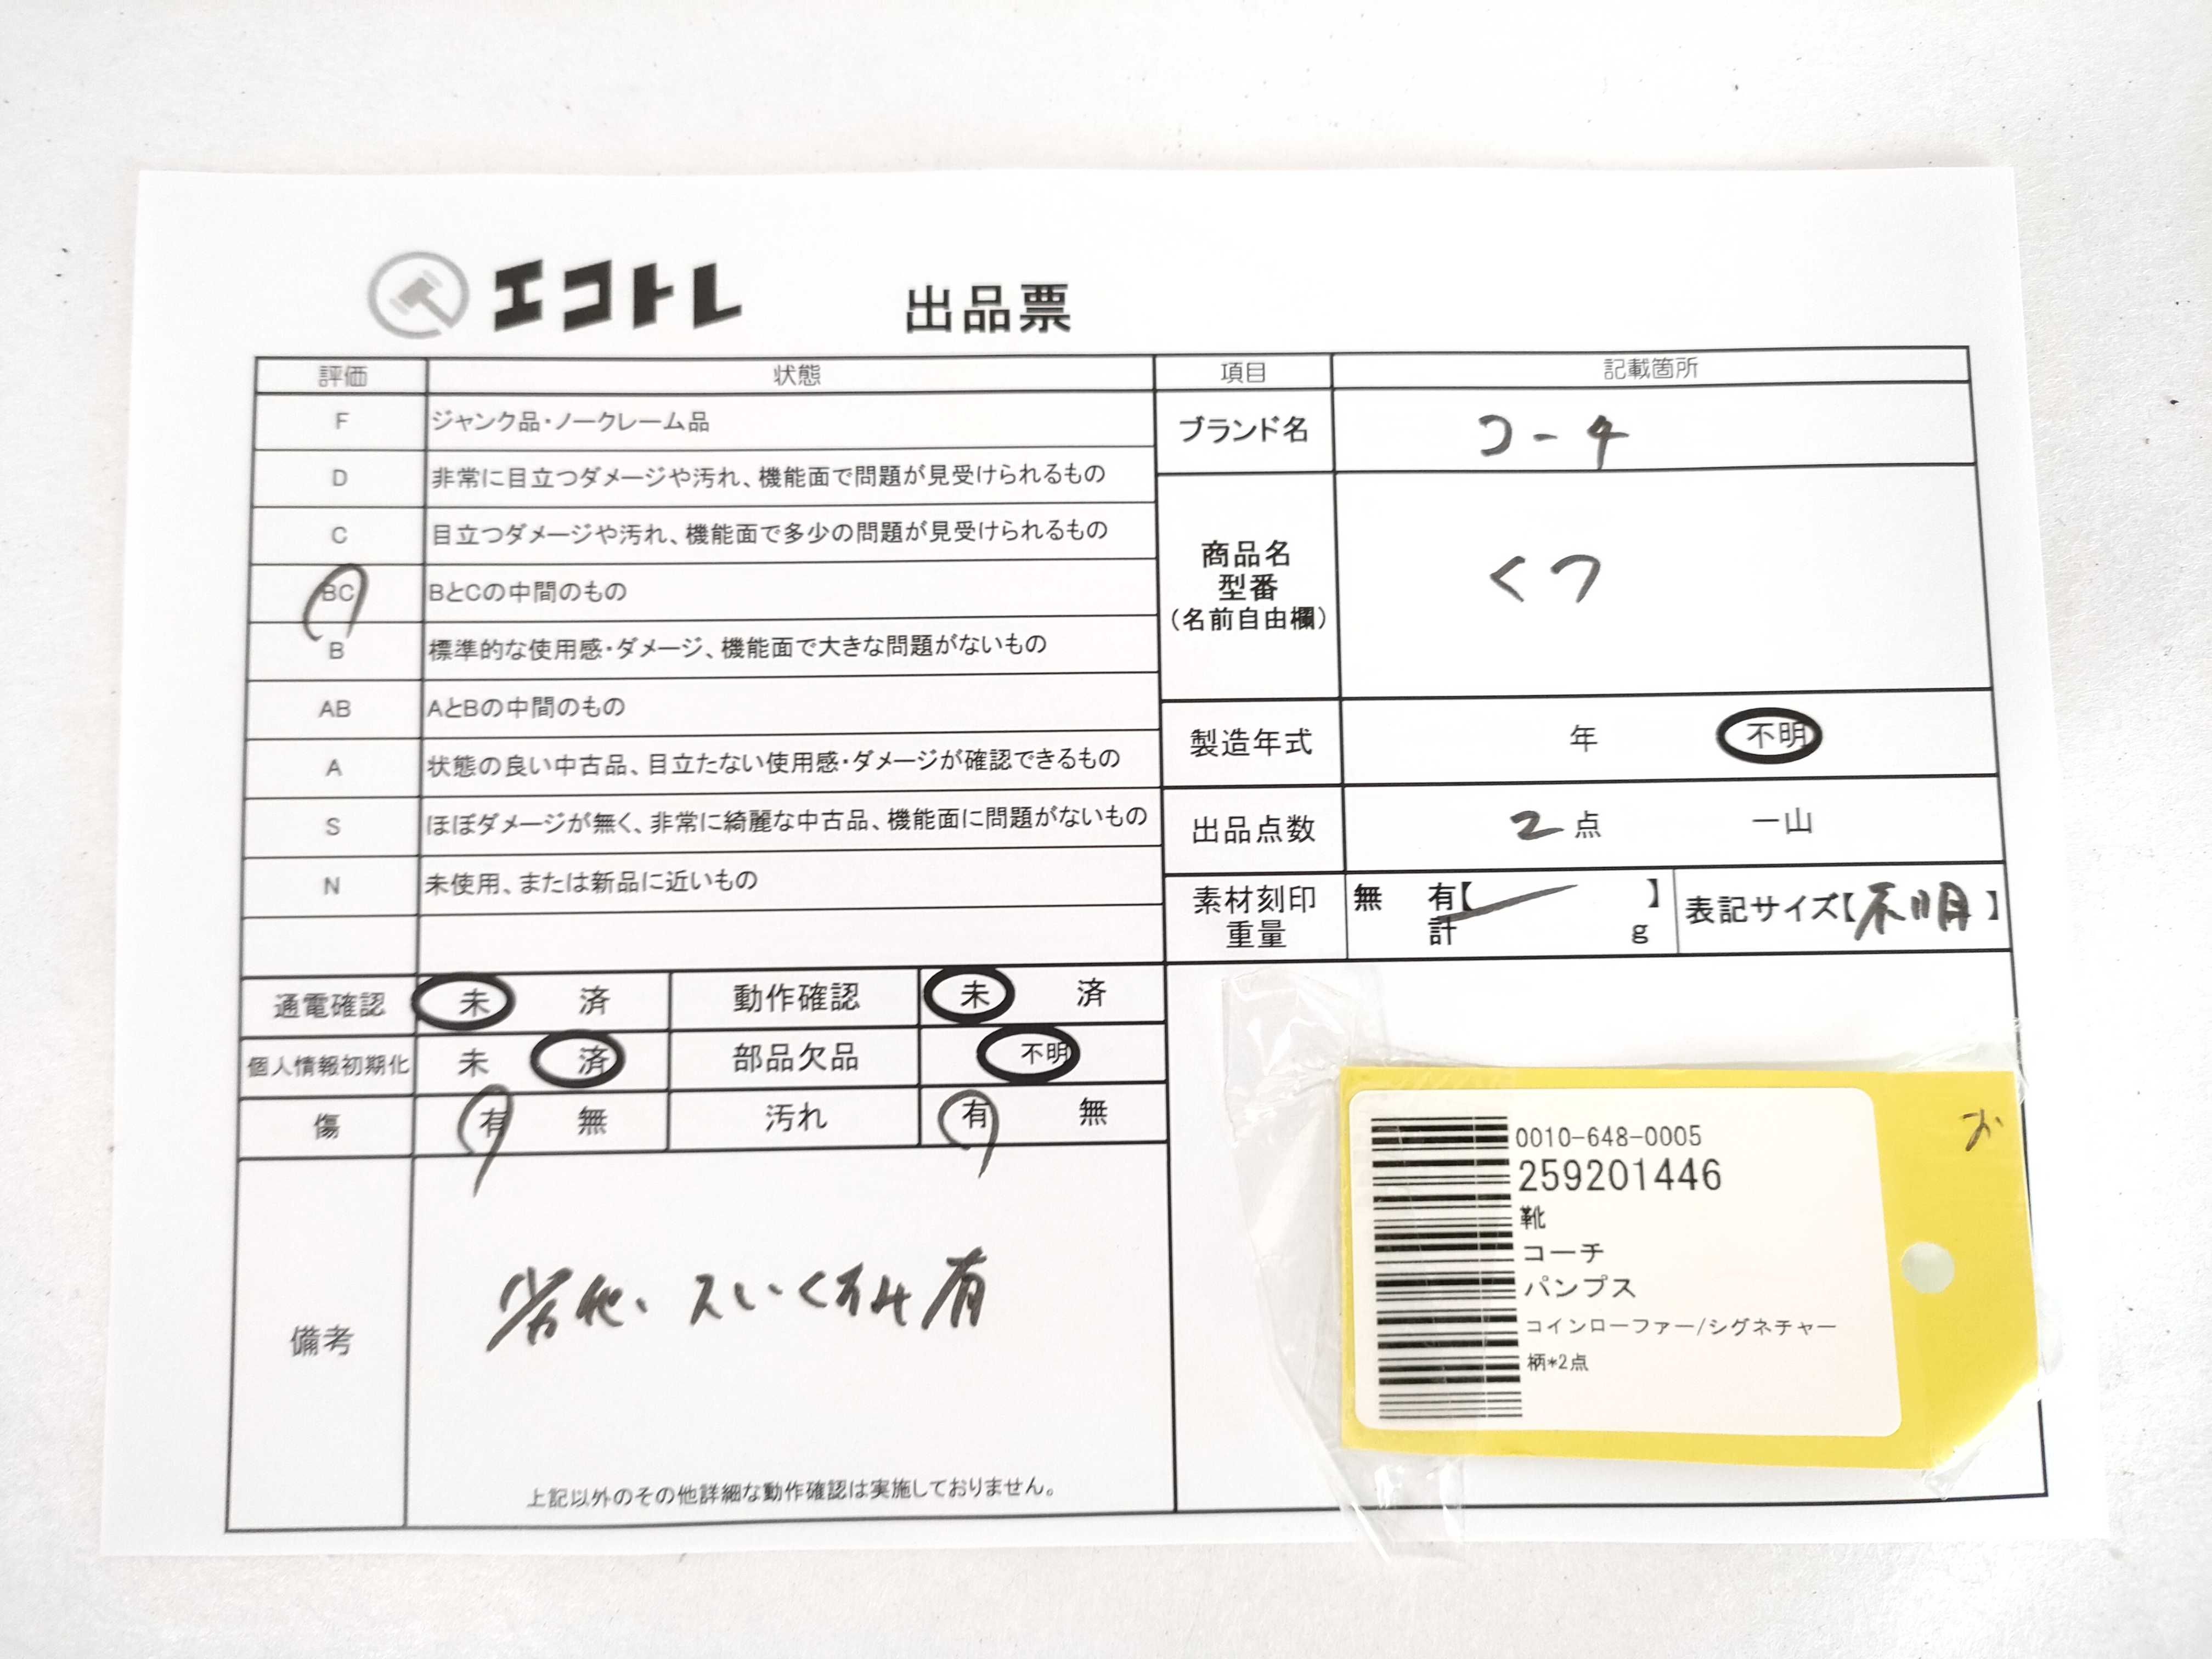 エコトレ 出品票
評価 状態
F ジャンク品・ノークレーム品
D 非常に目立つダメージや汚れ、機能面で問題が見受けられるもの
C 目立つダメージや汚れ、機能面で多少の問題が見受けられるもの
BC BとCの中間のもの
B 標準的な使用感・ダメージ、機能面で大きな問題がないもの
AB AとBの中間のもの
A 状態の良い中古品、目立たない使用感・ダメージが確認できるもの
S ほぼダメージが無く、非常に綺麗な中古品、機能面に問題がないもの
N 未使用、または新品に近いもの
通電確認 未 済 動作確認 未 済
個人情報初期化 未 済 部品欠品 不明
傷 有 無 汚れ 有 無
備考
有
上記以外のその他詳細な動作確認は実施しておりません。
項目 記載箇所
ブランド名 コーチ
商品名
型番
(名前自由欄)
くつ
製造年式 年 不明
出品点数 2点 一山
素材刻印
重量
無 有【 】
計 g
表記サイズ【不明】
0010-648-0005
259201446
靴
コーチ
パンプス
コインローファー/シグネチャー
柄*2点